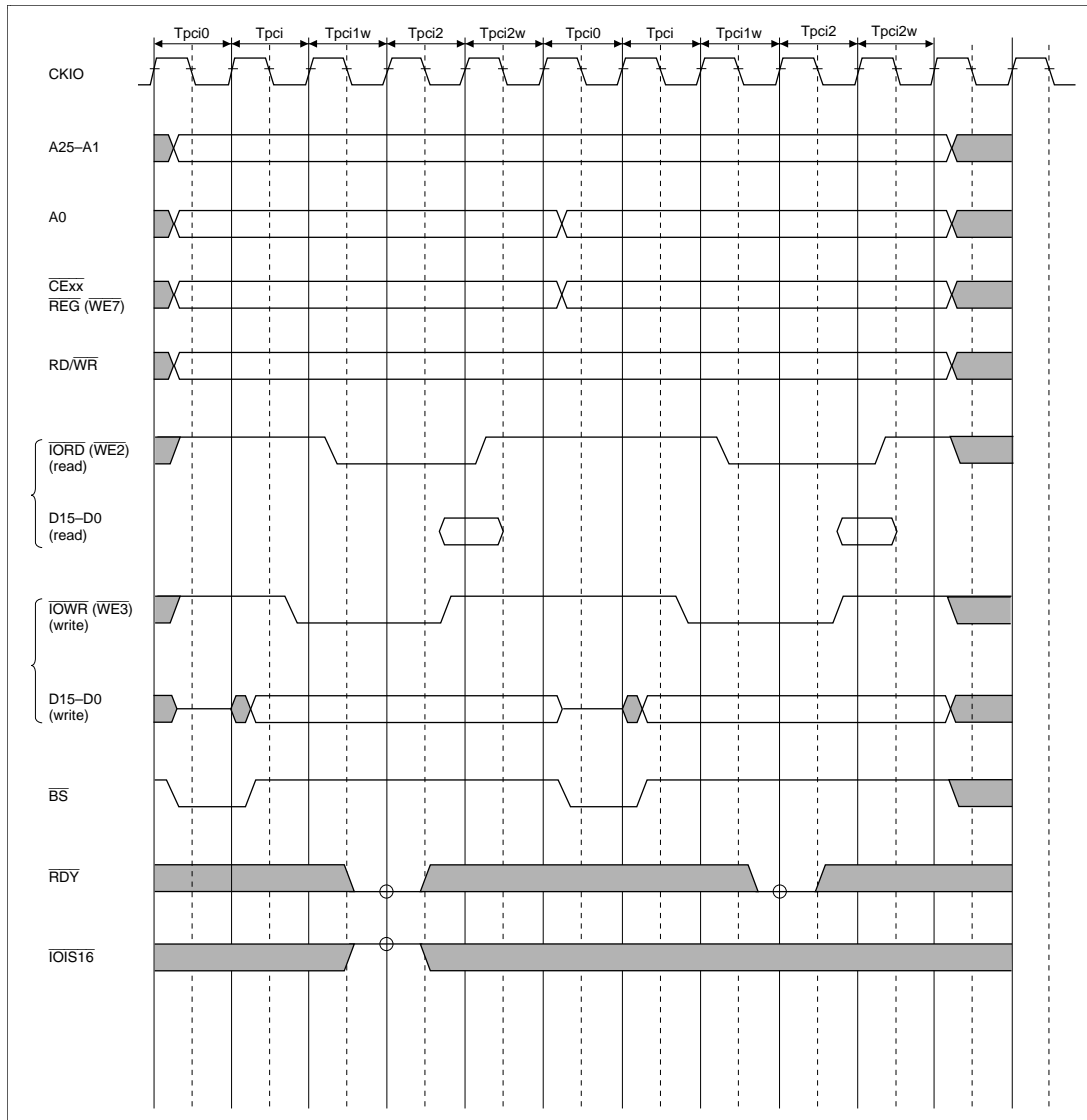 Tpci0 Tpci Tpci1w Tpci2 Tpci2w Tpci0 Tpci Tpci1w Tpci2 Tpci2w
CKIO
A25–A1
A0
CExx
REG (WE7)
RD/WR
IORD (WE2)
(read)
D15–D0
(read)
IOWR (WE3)
(write)
D15–D0
(write)
BS
RDY
IOIS16